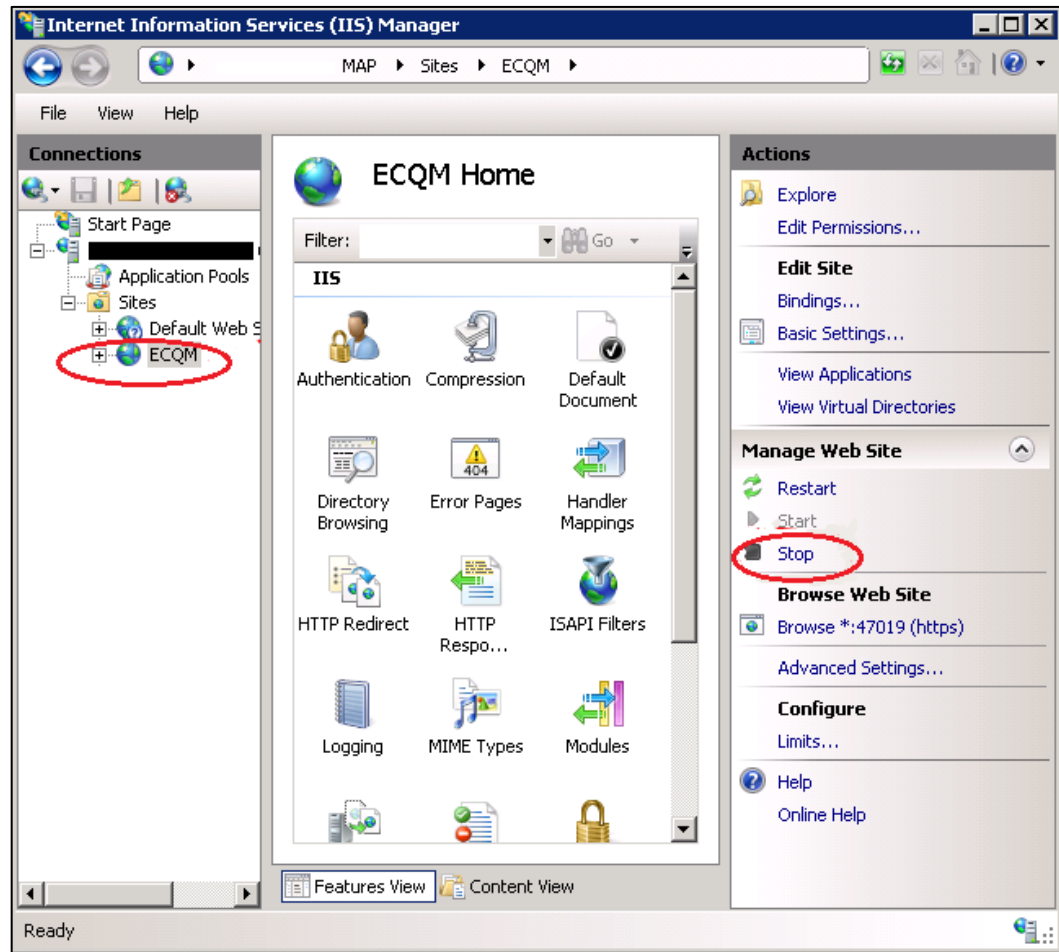 Internet Information Services (IIS) Manager
MAP Sites ECQM
File View Help
Connections
Start Page
Application Pools
Sites
Default Web S
ECQM
ECQM Home
Filter:
Go
IIS
Authentication
Compression
Default
Document
Directory
Browsing
Error Pages
404
Handler
Mappings
HTTP Redirect
HTTP
Respo...
ISAPI Filters
Logging
MIME Types
Modules
Features View
Content View
Actions
Explore
Edit Permissions...
Edit Site
Bindings...
Basic Settings...
View Applications
View Virtual Directories
Manage Web Site
Restart
Start
Stop
Browse Web Site
Browse *:47019 (https)
Advanced Settings...
Configure
Limits...
Help
Online Help
Ready